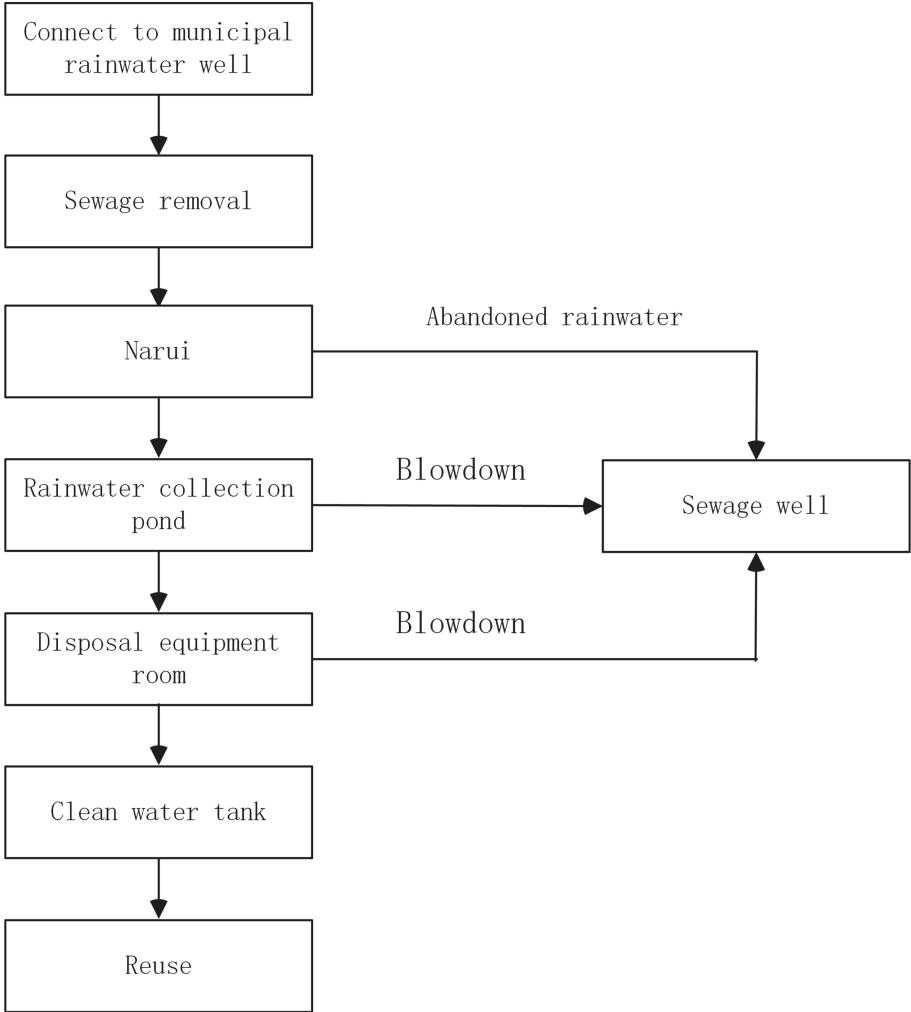 Connect to municipal
rainwater well
Sewage removal
Narui
Abandoned rainwater
Rainwater collection
pond
Blowdown
Sewage well
Disposal equipment
room
Blowdown
Clean water tank
Reuse